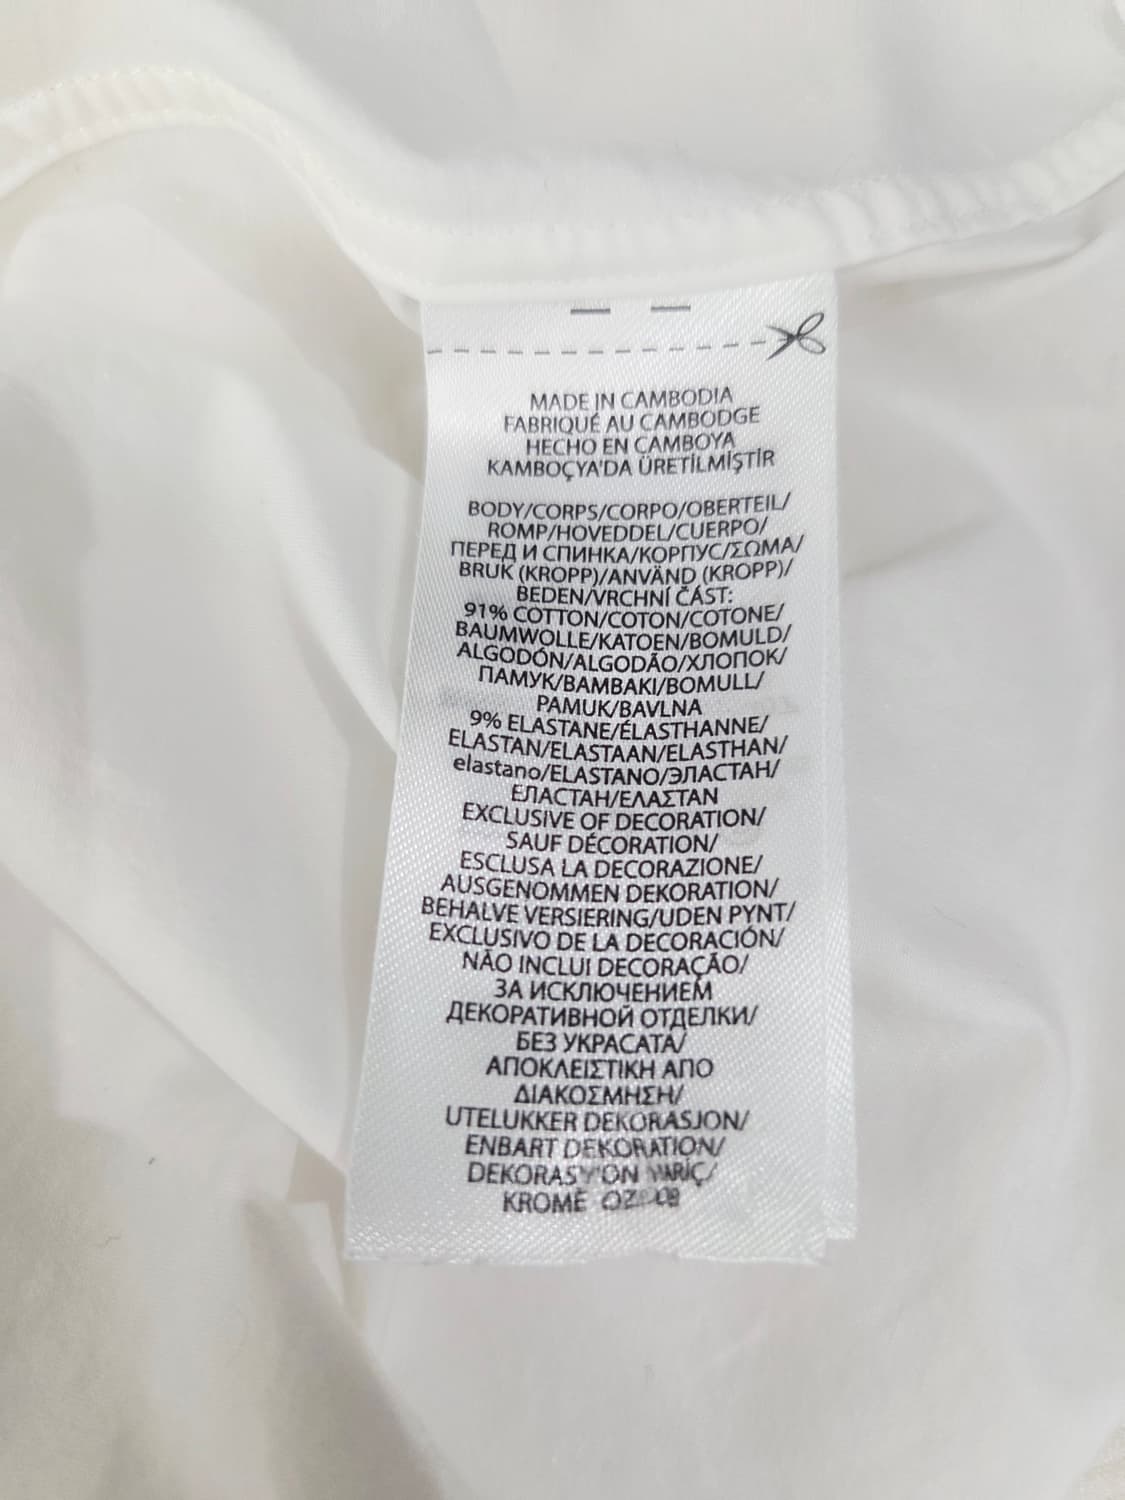 MADE IN CAMBODIA
FABRIQUÉ AU CAMBODGE
HECHO EN CAMBOYA
KAMBOÇYA'DA ÜRETİLMİŞTİR
BODY/CORPS/CORPO/OBERTEIL/
ROMP/HOVEDDEL/CUERPO/
ПЕРЕД И СПИНКА/КОРПУС/ΣΩΜΑ/
BRUK (KROPP)/ANVÄND (KROPP)/
BEDEN/VRCHNÍ ČÁST:
91% COTTON/COTON/COTONE/
BAUMWOLLE/KATOEN/BOMULD/
ALGODÓN/ALGODÃO/ХЛОПОК/
ПАМУК/ΒΑΜΒΑΚΙ/BOMULL/
PAMUK/BAVLNA
9% ELASTANE/ÉLASTHANNE/
ELASTAN/ELASTAAN/ELASTHAN/
elastano/ELASTANO/ЭЛАСТАН/
ЕЛАСТАН/ΕΛΑΣΤΑΝ
EXCLUSIVE OF DECORATION/
SAUF DÉCORATION/
ESCLUSA LA DECORAZIONE/
AUSGENOMMEN DEKORATION/
BEHALVE VERSIERING/UDEN PYNT/
EXCLUSIVO DE LA DECORACIÓN/
NÃO INCLUI DECORAÇÃO/
ЗА ИСКЛЮЧЕНИЕМ
ДЕКОРАТИВНОЙ ОТДЕЛКИ/
БЕЗ УКРАСАТА/
ΑΠΟΚΛΕΙΣΤΙΚΗ ΑΠΟ
ΔΙΑΚΟΣΜΗΣΗ/
UTELUKKER DEKORASJON/
ENBART DEKORATION/
DEKORASYON HARİÇ/
KROMĚ